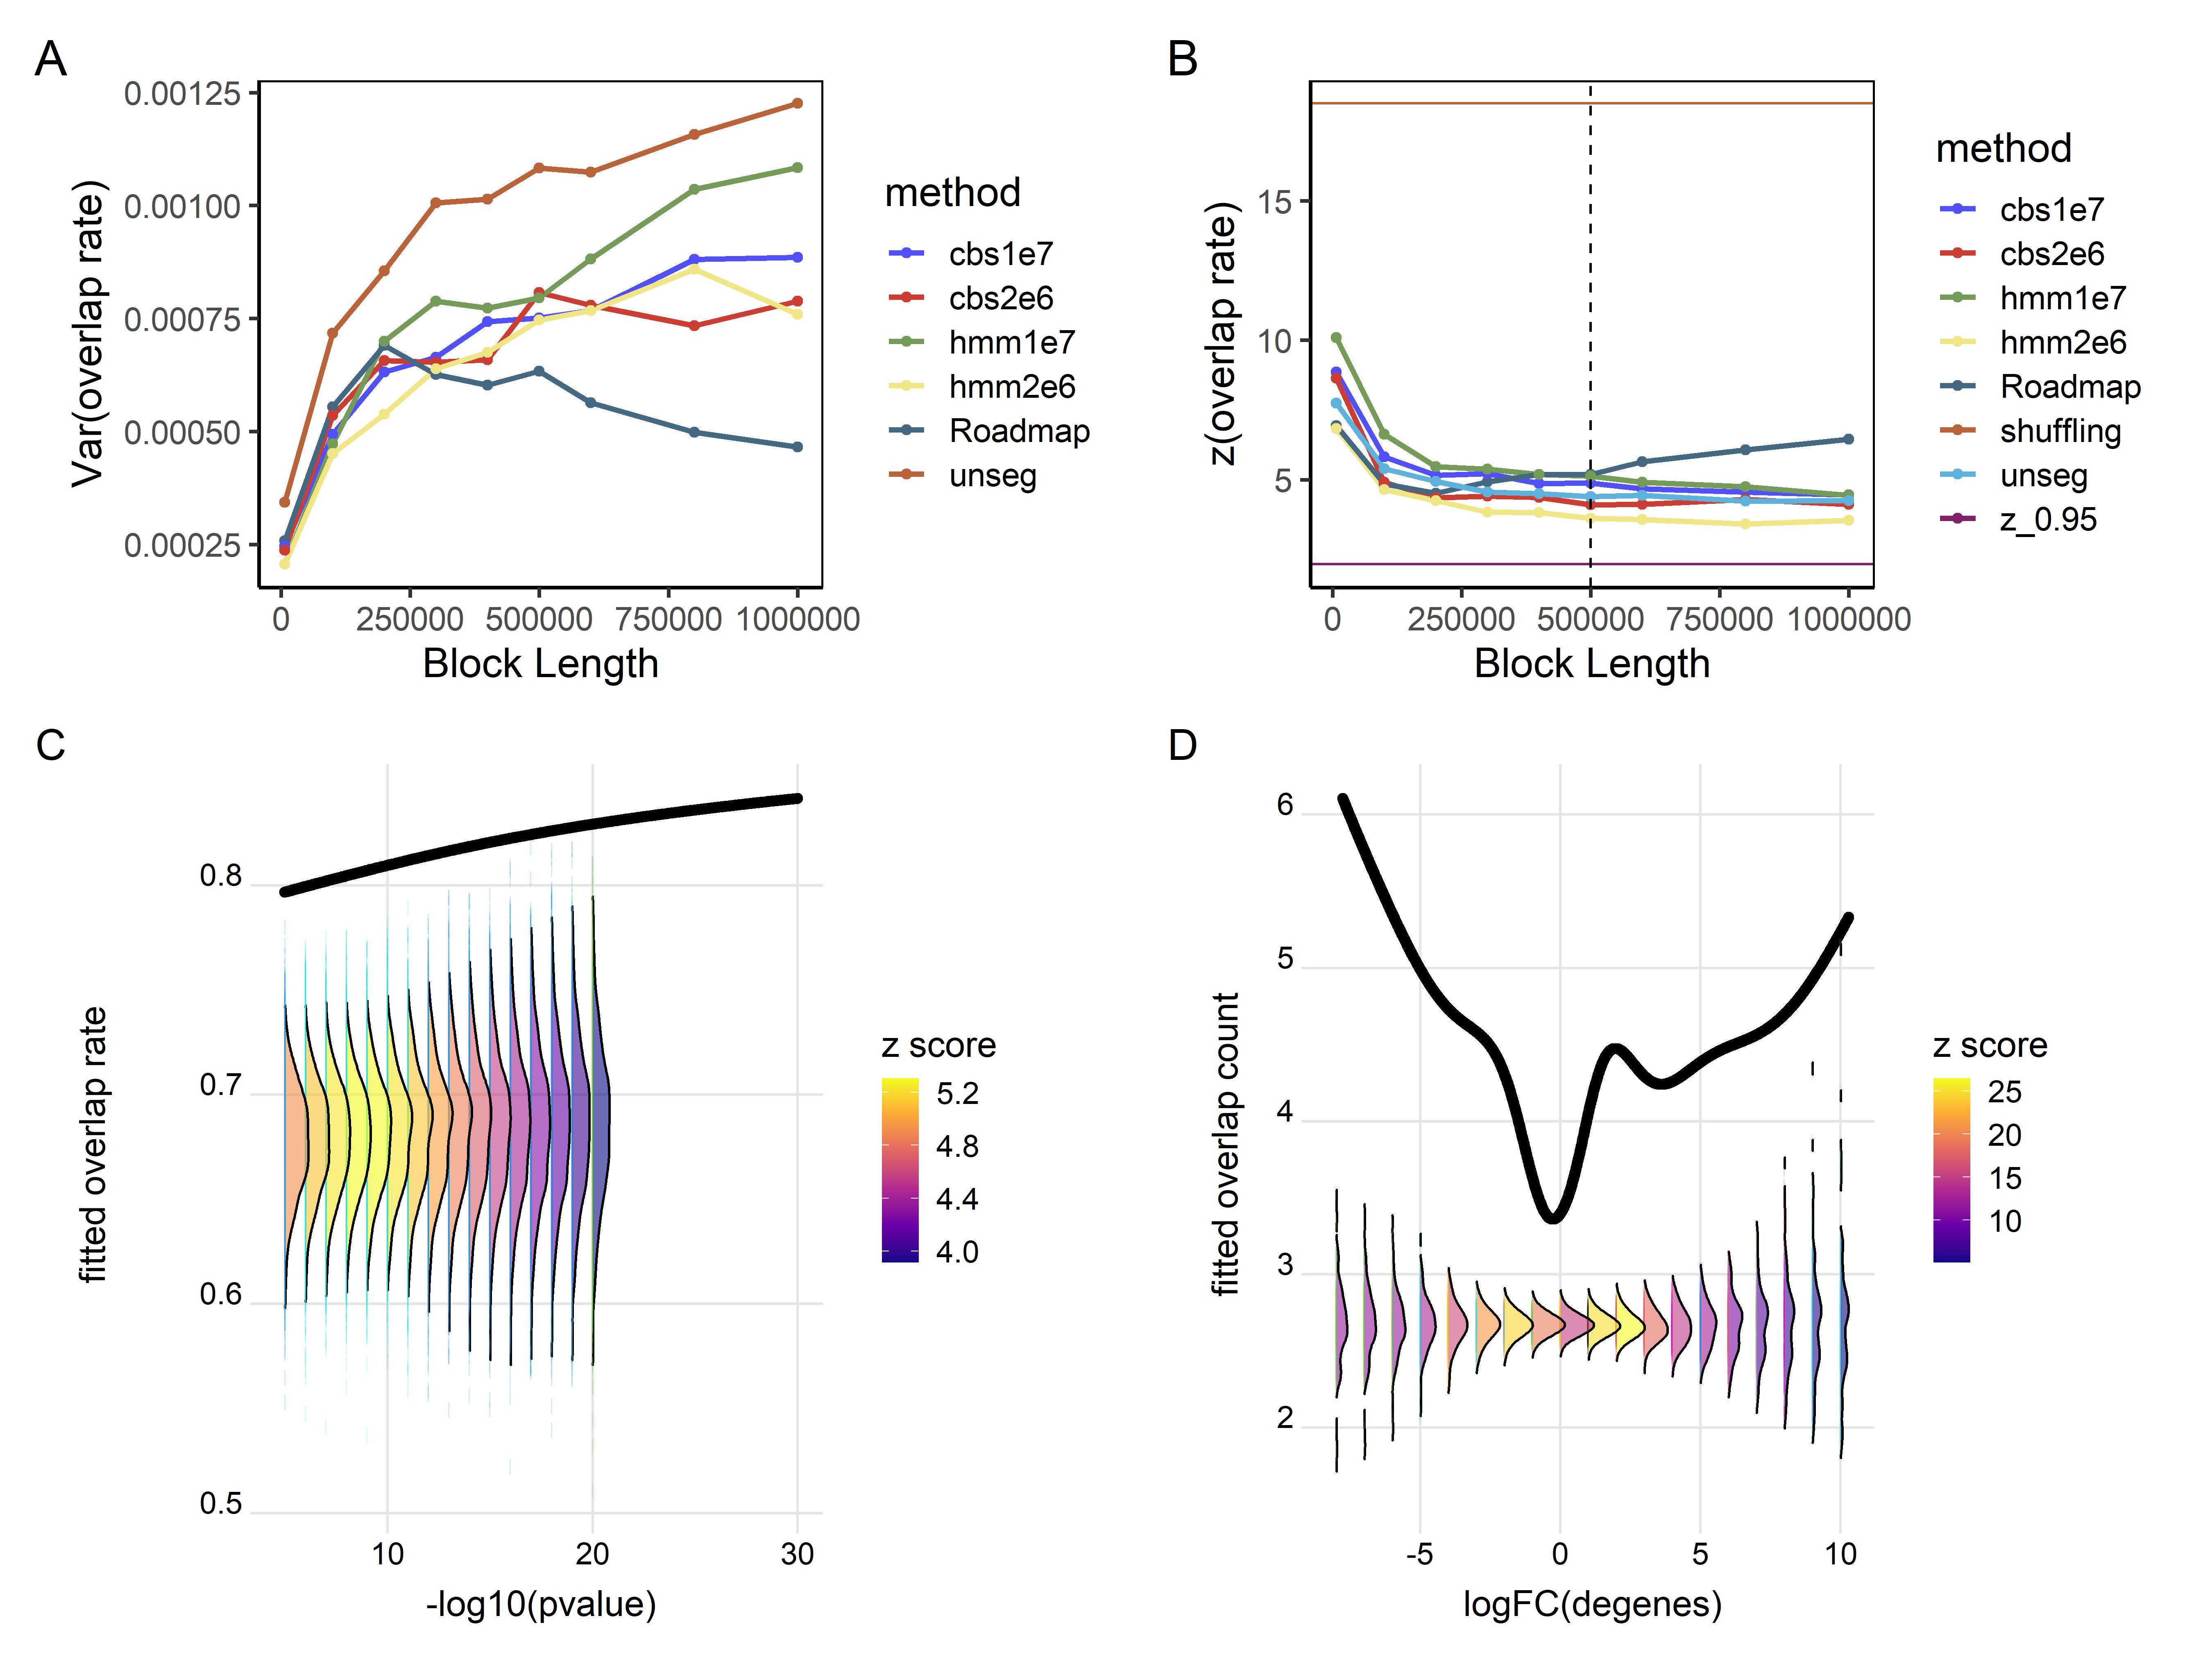 A
Var(overlap rate)
0.00125
0.00100
0.00075
0.00050
0.00025
0 250000 500000 750000 1000000
Block Length
method
cbs1e7
cbs2e6
hmm1e7
hmm2e6
Roadmap
unseg
B
z(overlap rate)
15
10
5
0 250000 500000 750000 1000000
Block Length
method
cbs1e7
cbs2e6
hmm1e7
hmm2e6
Roadmap
shuffling
unseg
z_0.95
C
fitted overlap rate
0.8
0.7
0.6
0.5
10 20 30
-log10(pvalue)
z score
5.2
4.8
4.4
4.0
D
fitted overlap count
6
5
4
3
2
-5 0 5 10
logFC(degenes)
z score
25
20
15
10